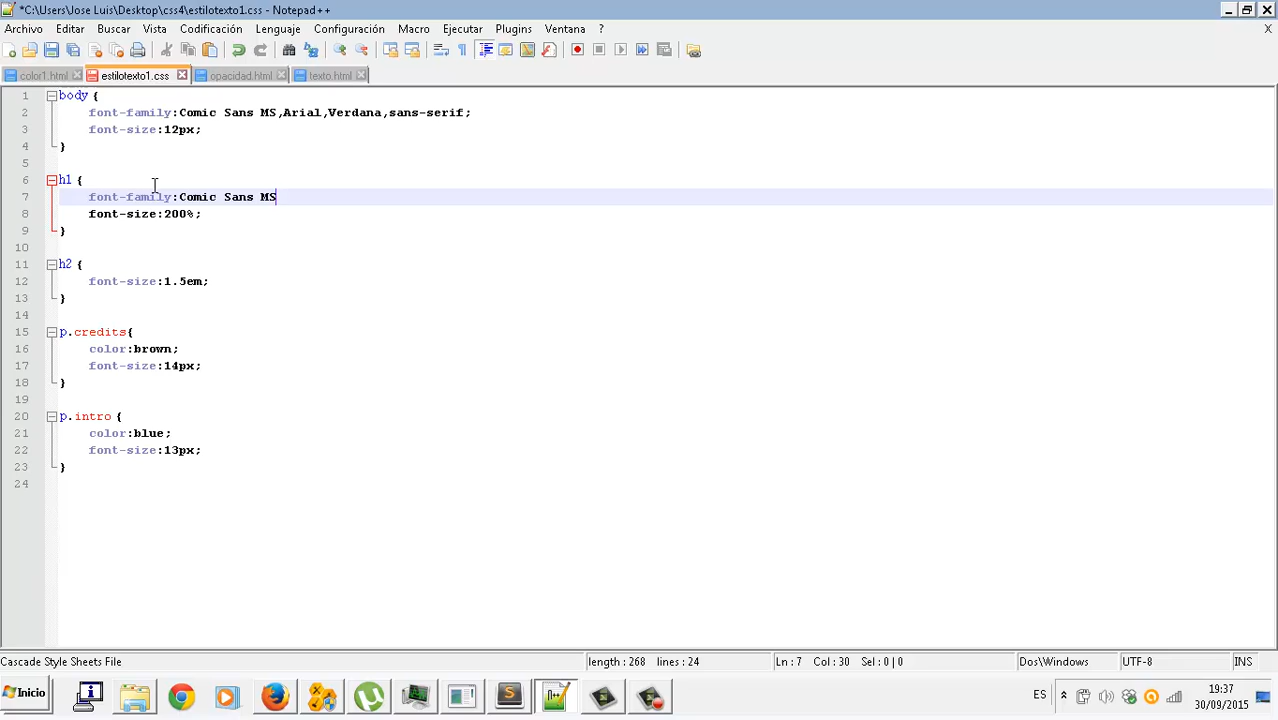 *C:\Users\Jose Luis\Desktop\css4\estilotexto1.css - Notepad++
Archivo Editar Buscar Vista Codificación Lenguaje Configuración Macro Ejecutar Plugins Ventana ? X
color1.html estilotexto1.css opacidad.html texto.html
1 body {
2 font-family:Comic Sans MS,Arial,Verdana,sans-serif;
3 font-size:12px;
4 }
5
6 h1 {
7 font-family:Comic Sans MS
8 font-size:200%;
9 }
10
11 h2 {
12 font-size:1.5em;
13 }
14
15 p.credits{
16 color:brown;
17 font-size:14px;
18 }
19
20 p.intro {
21 color:blue;
22 font-size:13px;
23 }
24
Cascade Style Sheets File length : 268 lines : 24 Ln : 7 Col : 30 Sel : 0 | 0 Dos\Windows UTF-8 INS
Inicio ES 19:37
30/09/2015